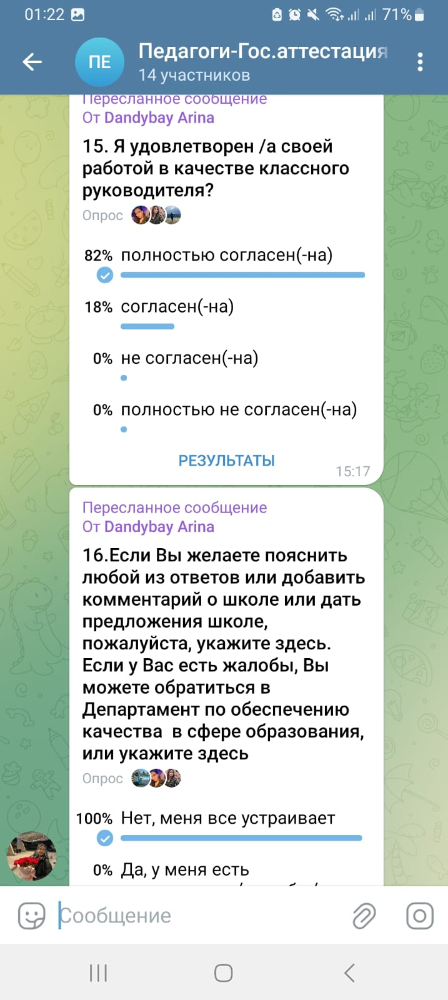 01:22
71%
ПЕ
Педагоги-Гос.аттестация
14 участников
Пересланное сообщение
От Dandybay Arina
15. Я удовлетворен /а своей
работой в качестве классного
руководителя?
Опрос
82% полностью согласен(-на)
18% согласен(-на)
0% не согласен(-на)
0% полностью не согласен(-на)
РЕЗУЛЬТАТЫ
15:17
Пересланное сообщение
От Dandybay Arina
16.Если Вы желаете пояснить
любой из ответов или добавить
комментарий о школе или дать
предложения школе,
пожалуйста, укажите здесь.
Если у Вас есть жалобы, Вы
можете обратиться в
Департамент по обеспечению
качества  в сфере образования,
или укажите здесь
Опрос
100% Нет, меня все устраивает
0% Да, у меня есть
Сообщение